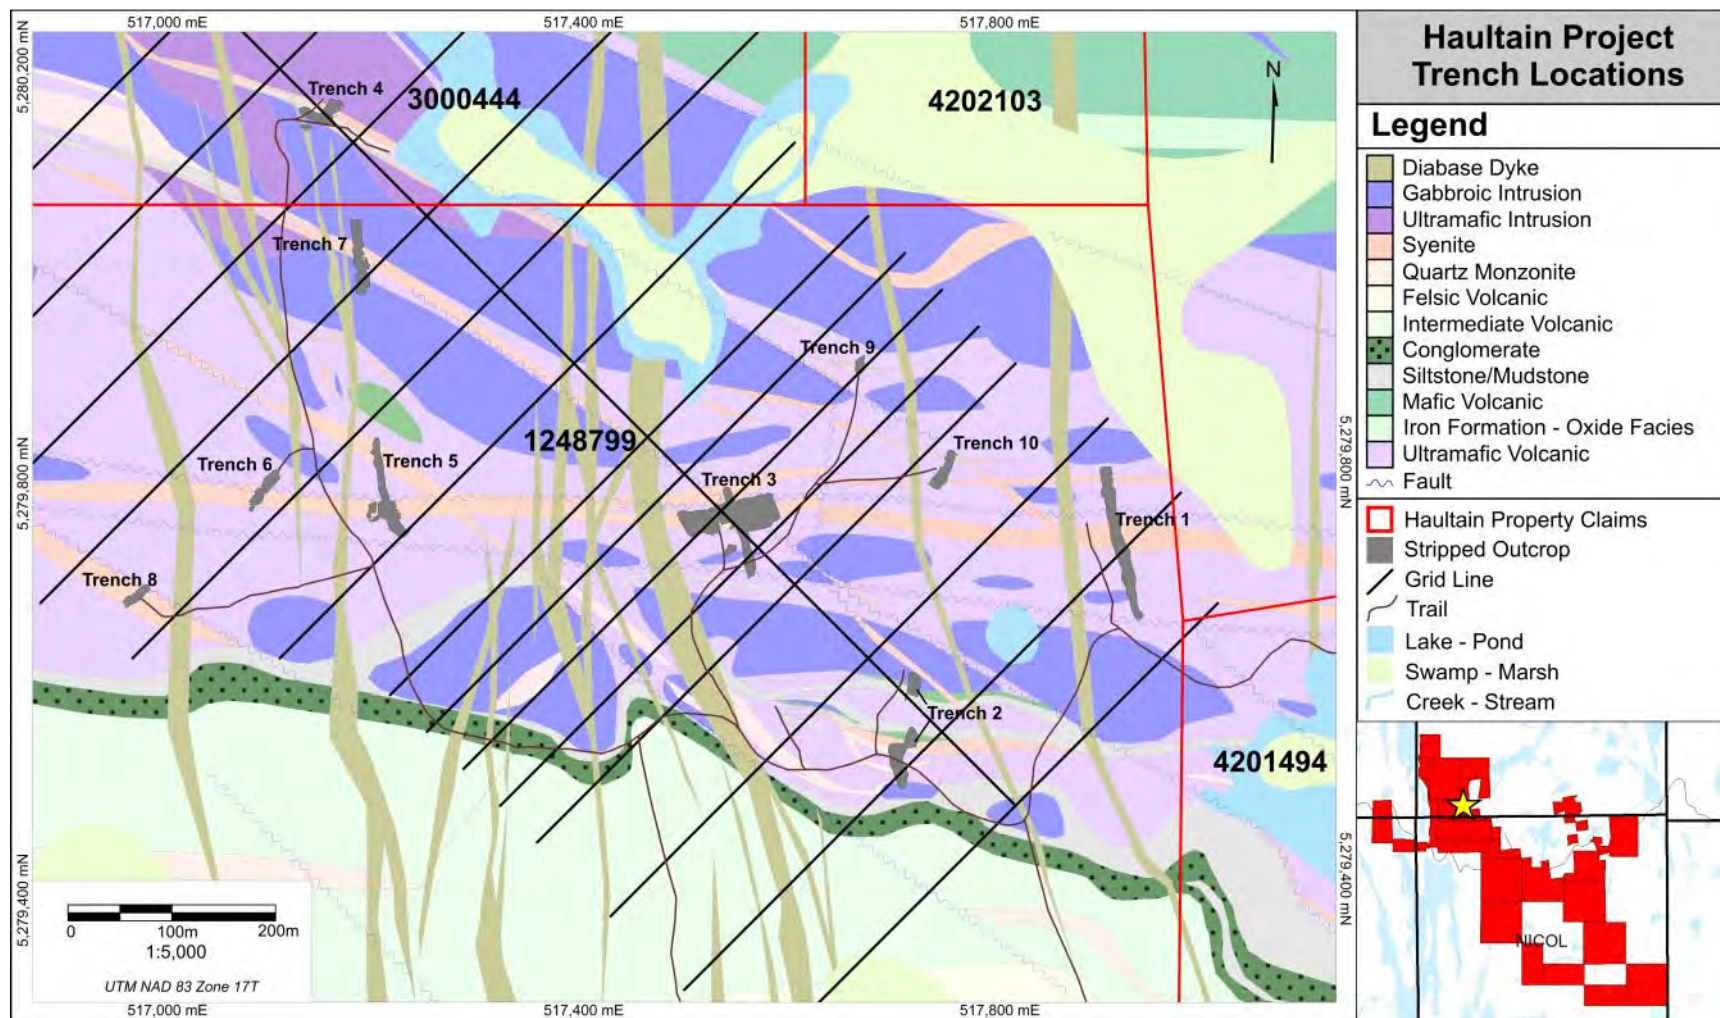 517,000 mE
517,400 mE
517,800 mE
5,280,200 mN
5,279,800 mN
5,279,400 mN
Trench 4
3000444
4202103
Trench 7
Trench 9
1248799
Trench 10
Trench 6
Trench 5
Trench 3
Trench 1
Trench 8
Trench 2
4201494
5,279,800 mN
5,279,400 mN
0
100m
200m
1:5,000
UTM NAD 83 Zone 17T
517,000 mE
517,400 mE
517,800 mE
N
Haultain Project
Trench Locations
Legend
Diabase Dyke
Gabbroic Intrusion
Ultramafic Intrusion
Syenite
Quartz Monzonite
Felsic Volcanic
Intermediate Volcanic
Conglomerate
Siltstone/Mudstone
Mafic Volcanic
Iron Formation - Oxide Facies
Ultramafic Volcanic
Fault
Haultain Property Claims
Stripped Outcrop
Grid Line
Trail
Lake - Pond
Swamp - Marsh
Creek - Stream
NICOL